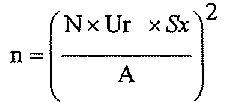 n = ( (N × Ur × Sx) / A )²